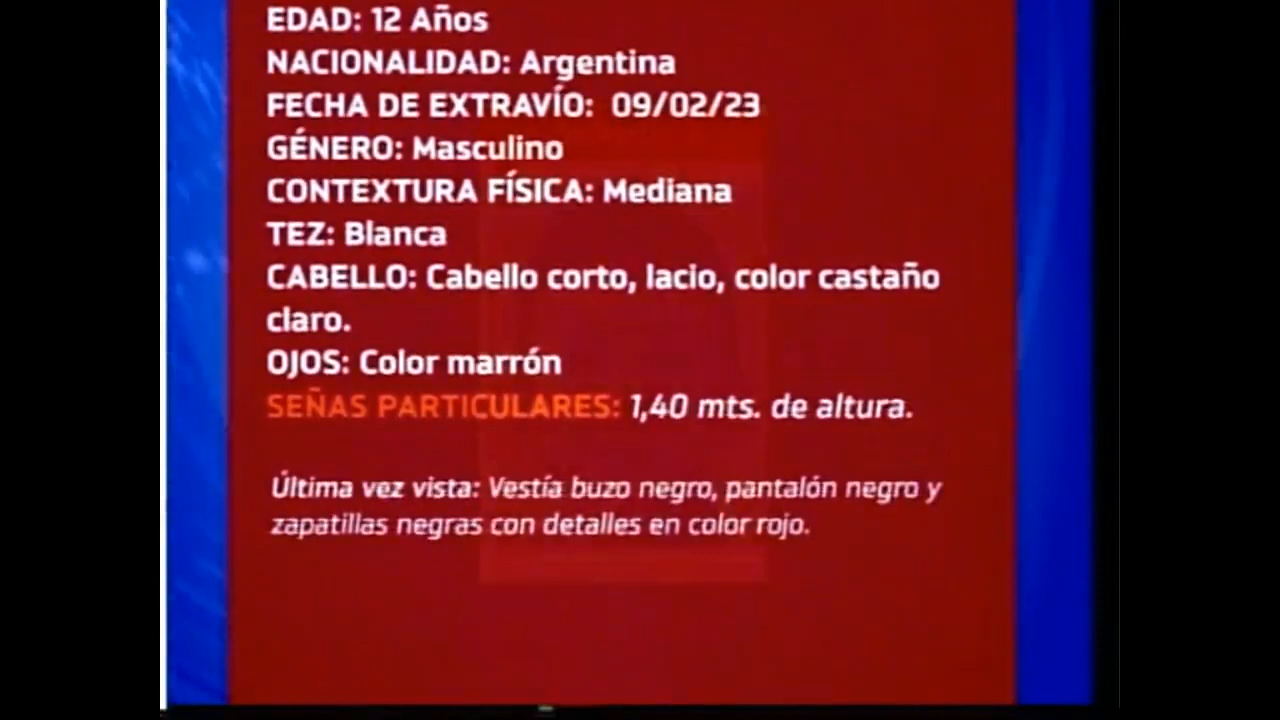 EDAD: 12 Años
NACIONALIDAD: Argentina
FECHA DE EXTRAVÍO: 09/02/23
GÉNERO: Masculino
CONTEXTURA FÍSICA: Mediana
TEZ: Blanca
CABELLO: Cabello corto, lacio, color castaño
claro.
OJOS: Color marrón
SEÑAS PARTICULARES: 1,40 mts. de altura.
Última vez vista: Vestía buzo negro, pantalón negro y
zapatillas negras con detalles en color rojo.